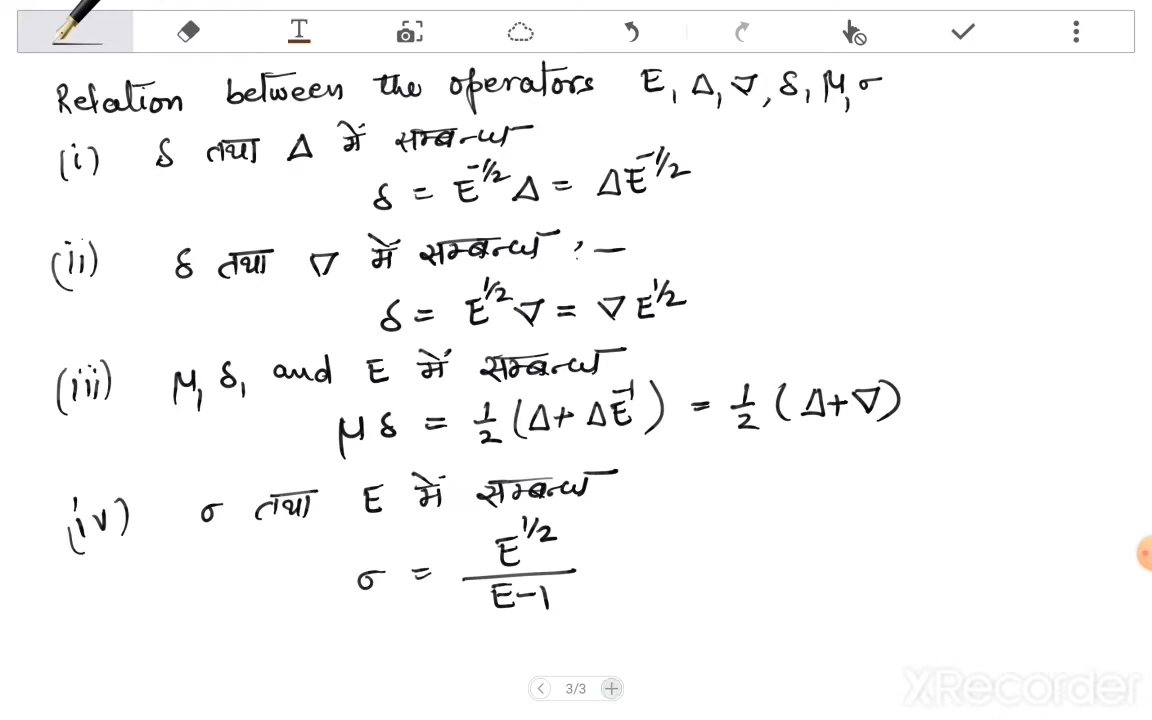 Relation between the operators E, Δ, ∇, δ, μ, σ
(i) δ तथा Δ में सम्बन्ध
δ = E^{-1/2} Δ = Δ E^{-1/2}
(ii) δ तथा ∇ में सम्बन्ध :-
δ = E^{1/2} ∇ = ∇ E^{1/2}
(iii) μ, δ, and E में सम्बन्ध
μ δ = 1/2 (Δ + Δ E^{-1}) = 1/2 (Δ + ∇)
(iv) σ तथा E में सम्बन्ध
σ = E^{1/2} / E-1
3/3
XRecorder